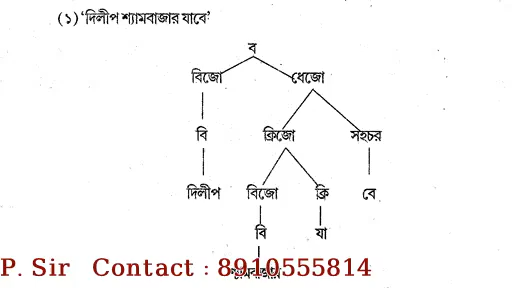 (১) ‘দিলীপ শ্যামবাজার যাবে’
ব
বিজো ধেজো
বি ক্রিজো সহচর
দিলীপ বিজো ক্রি বে
বি যা
P. Sir Contact : 8910555814